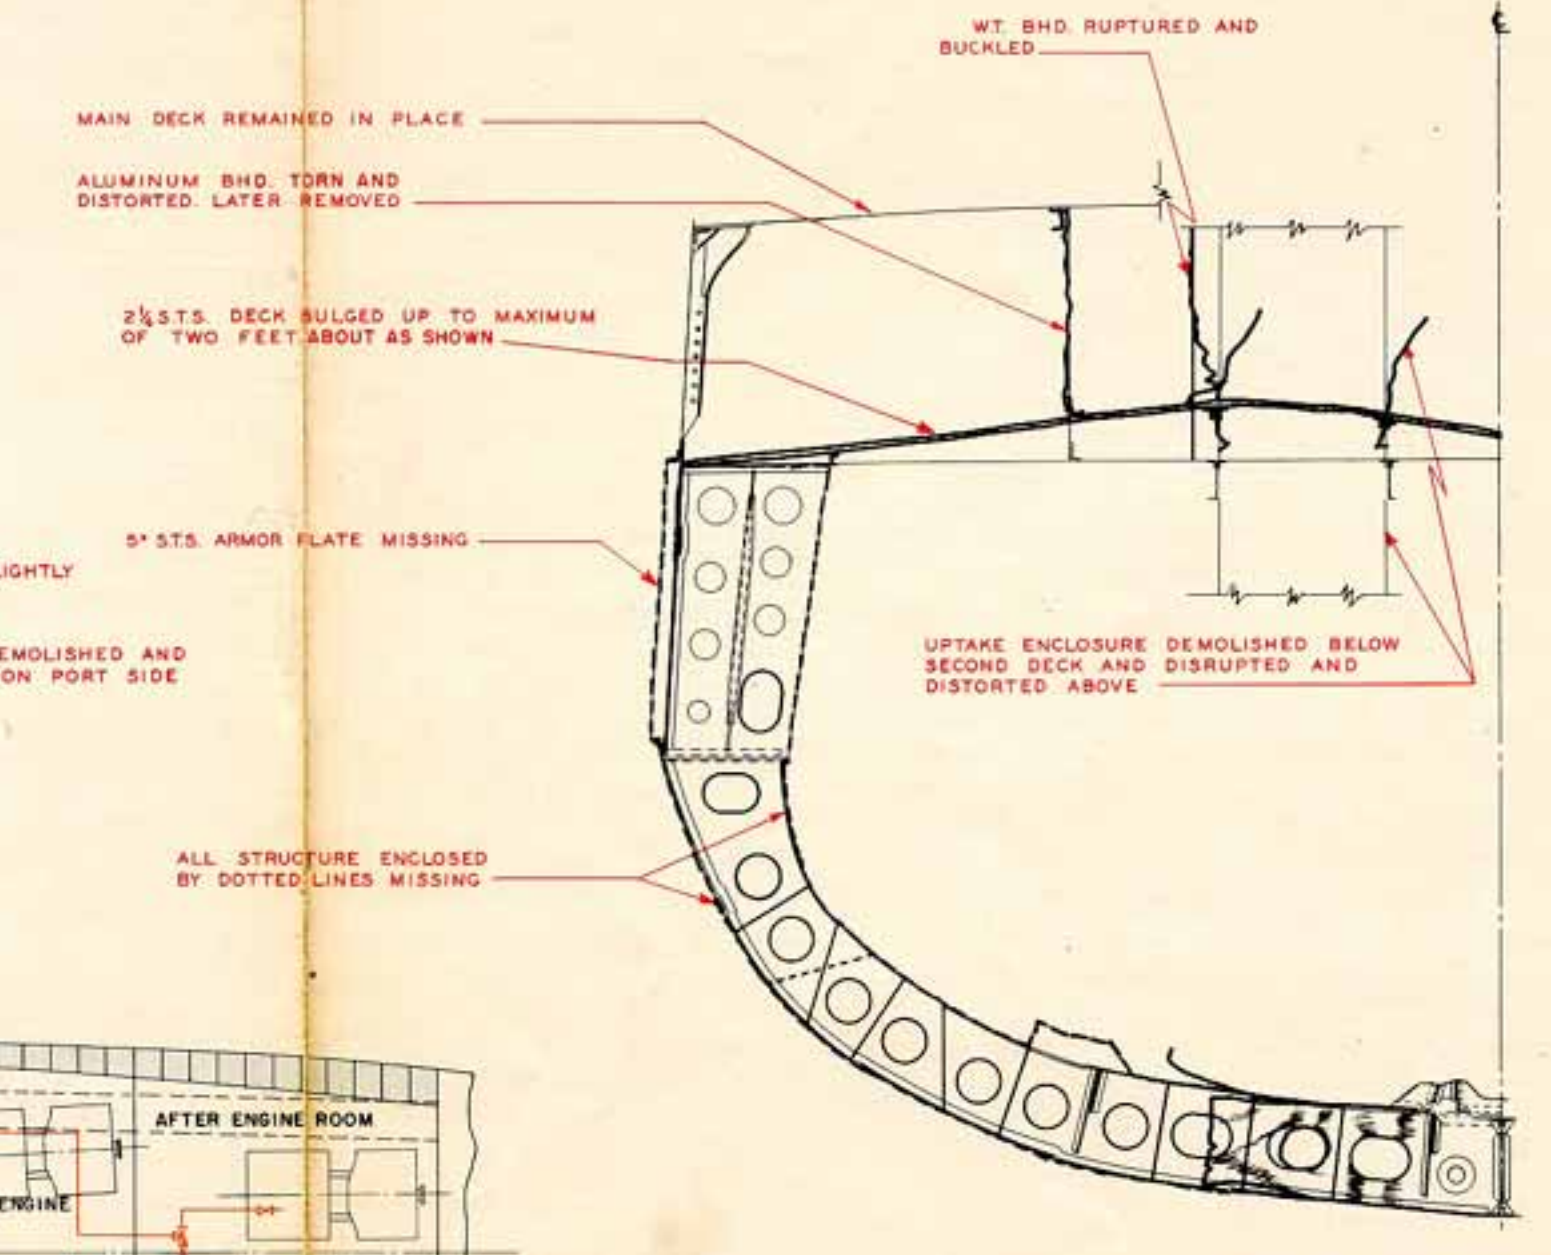 W.T. BHD. RUPTURED AND
BUCKLED
℄
MAIN DECK REMAINED IN PLACE
ALUMINUM BHD. TORN AND
DISTORTED. LATER REMOVED
2¼ S.T.S. DECK BULGED UP TO MAXIMUM
OF TWO FEET ABOUT AS SHOWN
5" S.T.S. ARMOR PLATE MISSING
LIGHTLY
EMOLISHED AND
ON PORT SIDE
UPTAKE ENCLOSURE DEMOLISHED BELOW
SECOND DECK AND DISRUPTED AND
DISTORTED ABOVE
ALL STRUCTURE ENCLOSED
BY DOTTED LINES MISSING
AFTER ENGINE ROOM
ENGINE